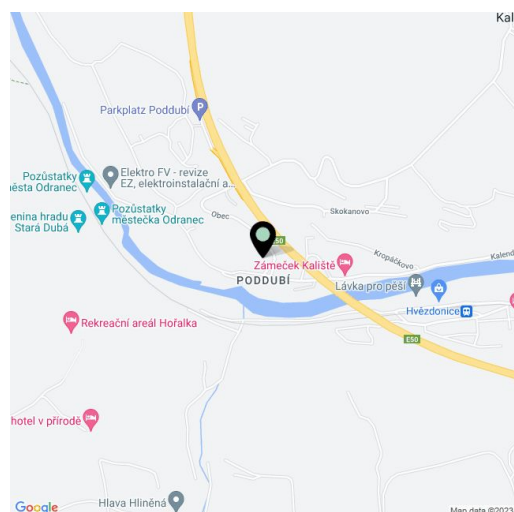 Kal
Parkplatz Poddubí
P
Elektro FV - revize
EZ, elektroinstalační a...
Pozůstatky
města Odranec
Pozůstatky
městečka Odranec
enina hradu
Stará Dubá
Obec
Skokanovo
E50
Kropáčkovo
Kalend
Zámeček Kaliště
PODDUBÍ
Lávka pro pěší
Hvězdonice
Rekreační areál Hořalka
E50
hotel v přírodě
Hlava Hliněná
Google
Map data ©2023